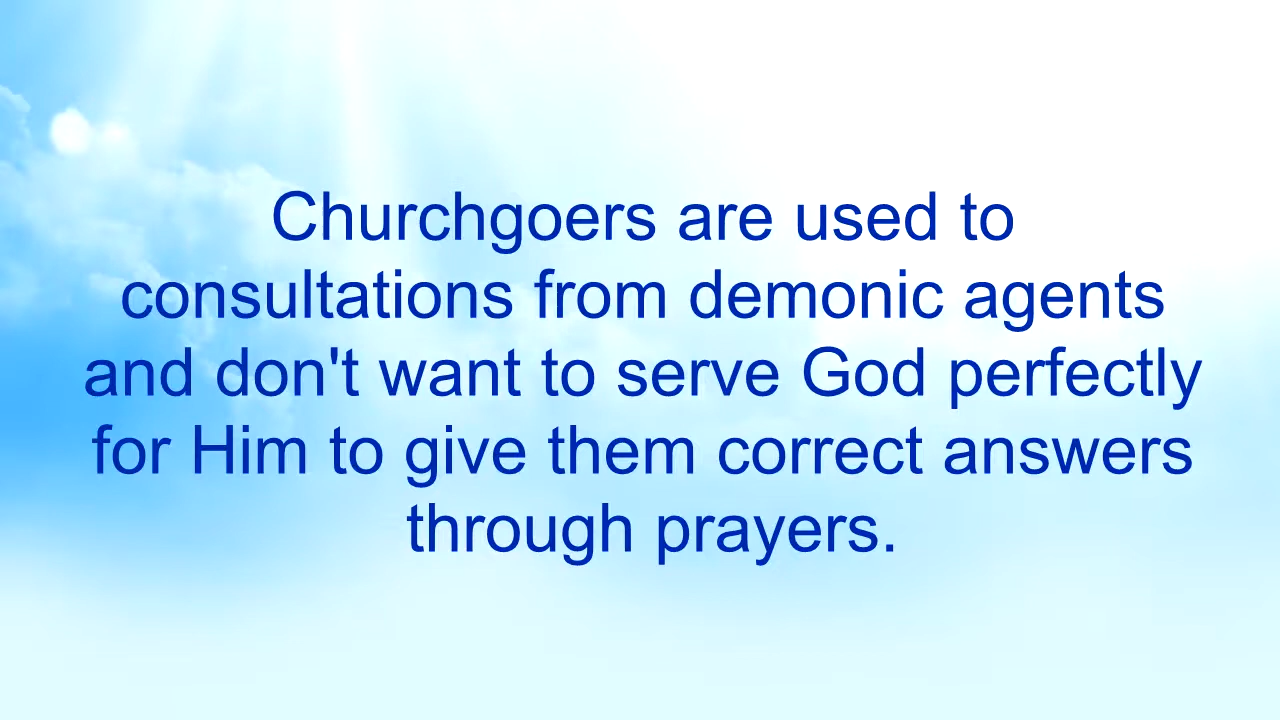 Churchgoers are used to
consultations from demonic agents
and don't want to serve God perfectly
for Him to give them correct answers
through prayers.